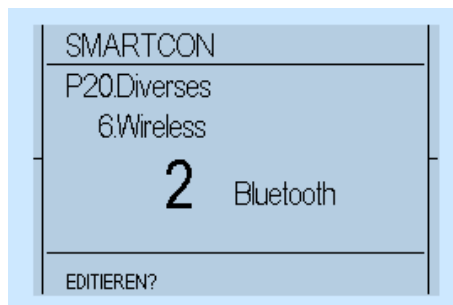 SMARTCON
P20.Diverses
6.Wireless
2 Bluetooth
EDITIEREN?